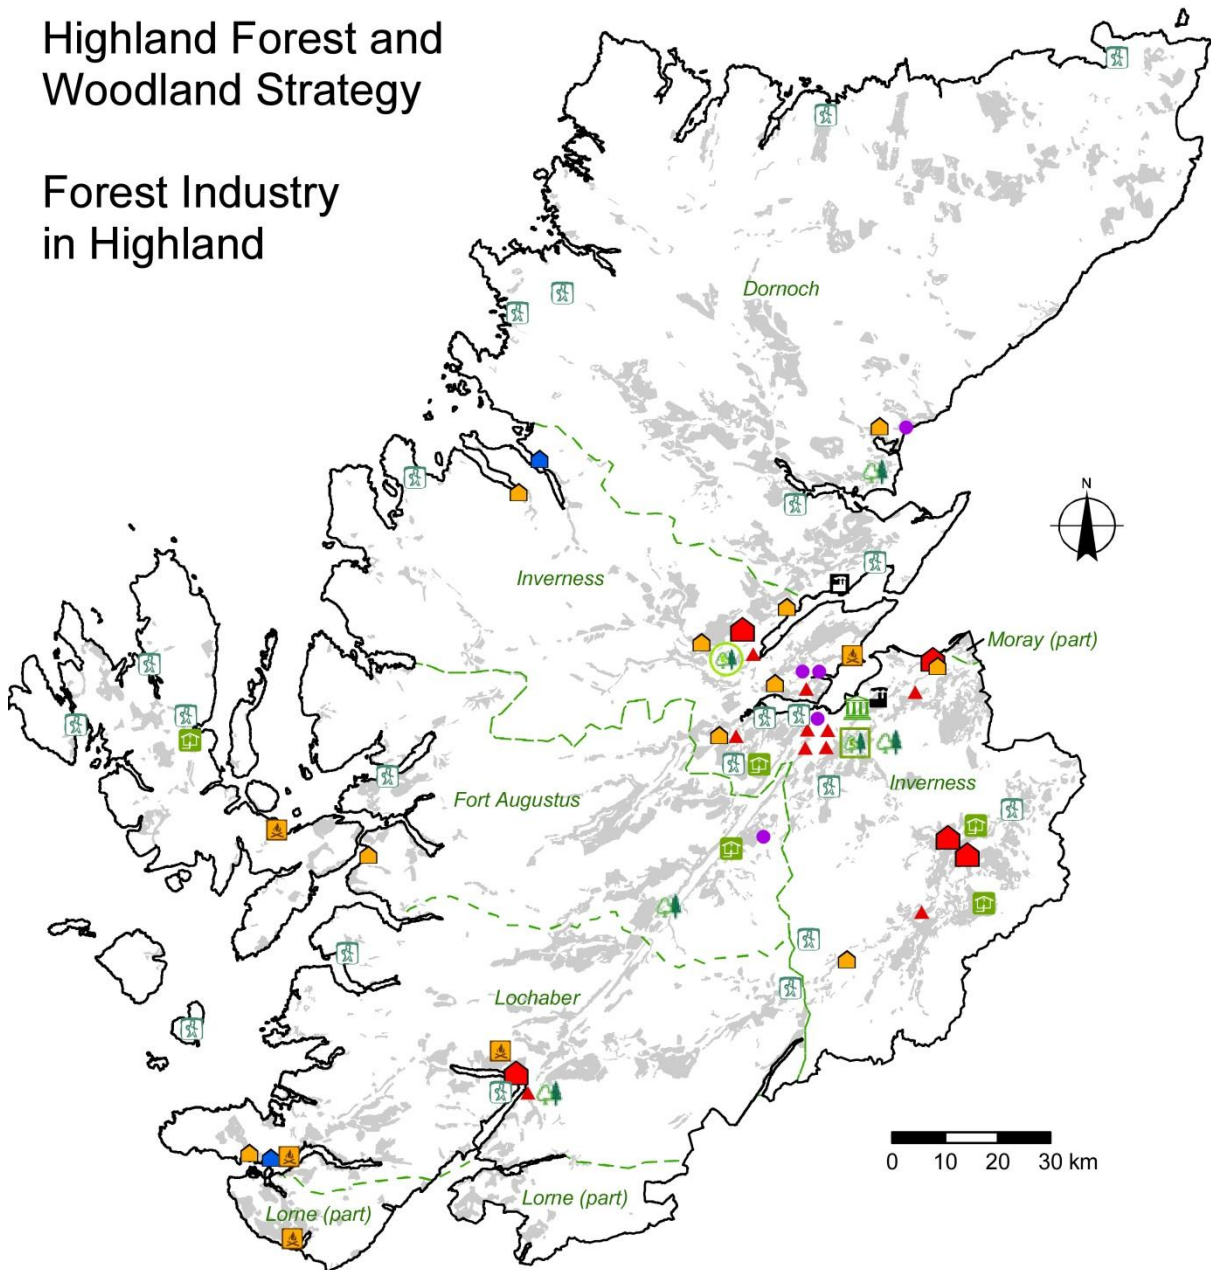 Highland Forest and
Woodland Strategy
Forest Industry
in Highland
Dornoch
N
Inverness
Moray (part)
Fort Augustus
Inverness
Lochaber
0 10 20 30 km
Lorne (part)
Lorne (part)